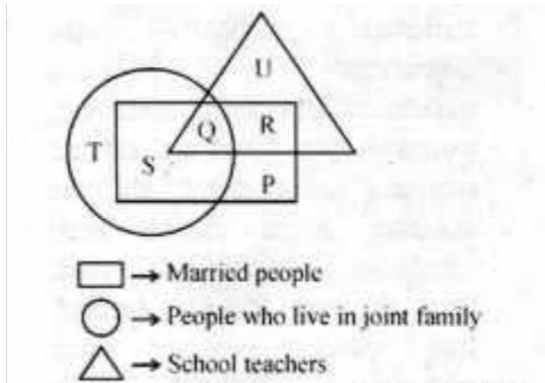 U
Q R
T S
P
→ Married people
→ People who live in joint family
→ School teachers